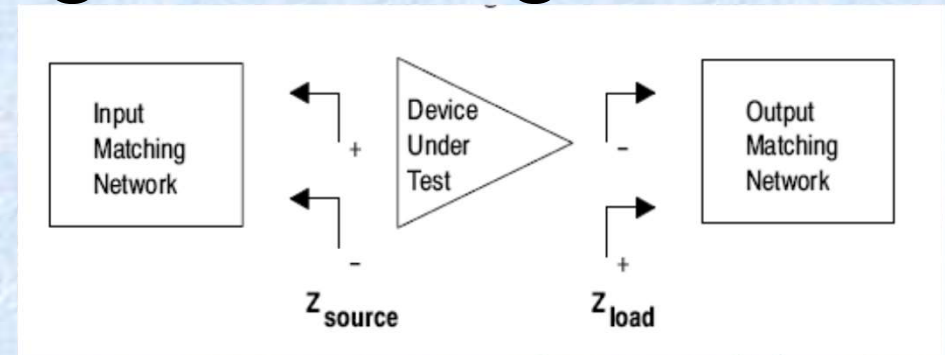 Input
Matching
Network
+
-
Z source
Device
Under
Test
-
+
Z load
Output
Matching
Network